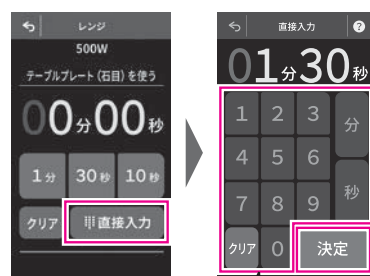 レンジ
500W
テーブルプレート(石目)を使う
00分00秒
1分 30秒 10秒
クリア 直接入力
直接入力 ?
01分30秒
1 2 3 分
4 5 6
7 8 9 秒
クリア 0 決定